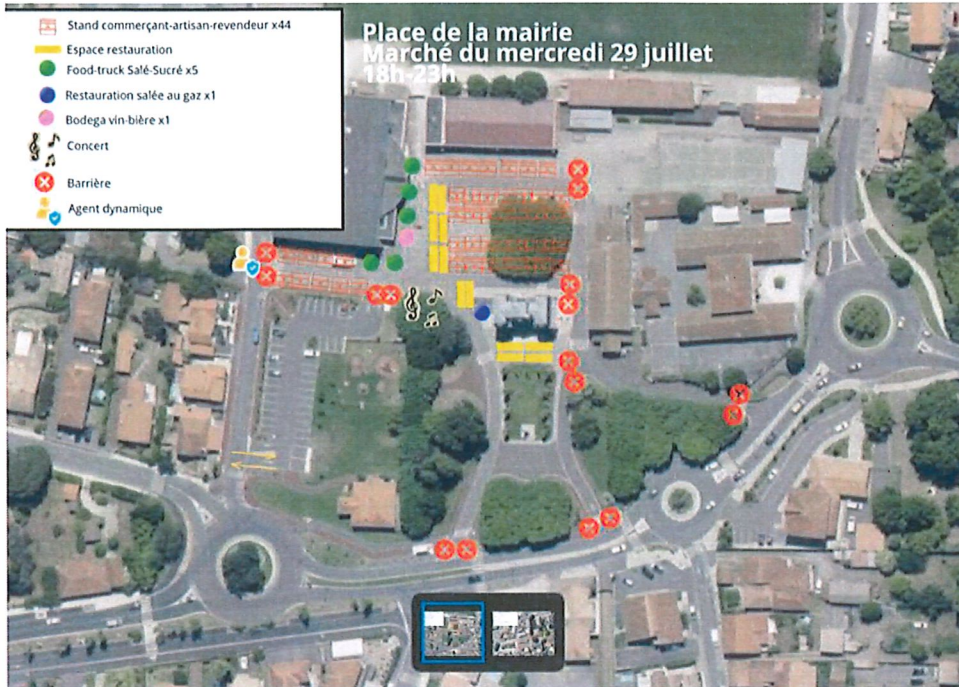 Stand commerçant-artisan-revendeur x44
Espace restauration
Food-truck Salé-Sucré x5
Restauration salée au gaz x1
Bodega vin-bière x1
Concert
Barrière
Agent dynamique
Place de la mairie
Marché du mercredi 29 juillet
18h-23h